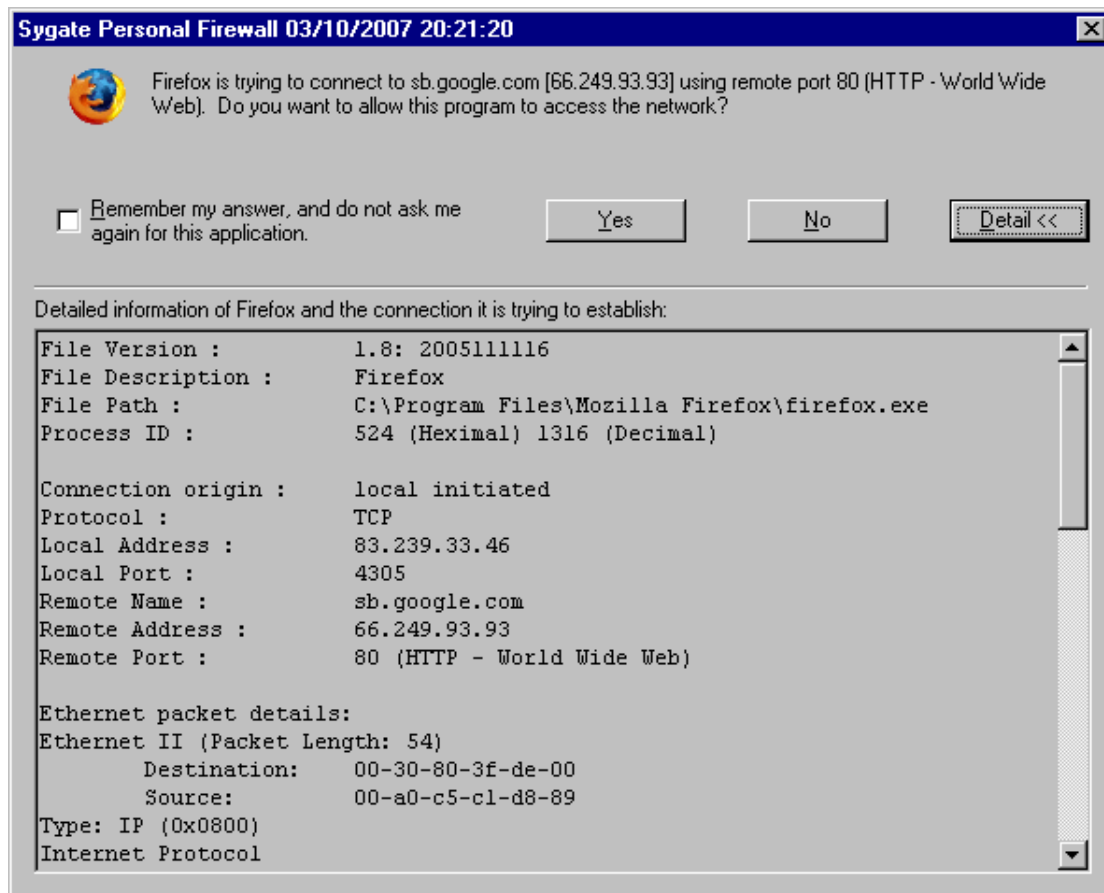 Sygate Personal Firewall 03/10/2007 20:21:20
Firefox is trying to connect to sb.google.com [66.249.93.93] using remote port 80 (HTTP - World Wide
Web). Do you want to allow this program to access the network?
Remember my answer, and do not ask me
again for this application.
Yes
No
Detail <<
Detailed information of Firefox and the connection it is trying to establish:
File Version : 1.8: 2005111116
File Description : Firefox
File Path : C:\Program Files\Mozilla Firefox\firefox.exe
Process ID : 524 (Heximal) 1316 (Decimal)
Connection origin : local initiated
Protocol : TCP
Local Address : 83.239.33.46
Local Port : 4305
Remote Name : sb.google.com
Remote Address : 66.249.93.93
Remote Port : 80 (HTTP - World Wide Web)
Ethernet packet details:
Ethernet II (Packet Length: 54)
Destination: 00-30-80-3f-de-00
Source: 00-a0-c5-c1-d8-89
Type: IP (0x0800)
Internet Protocol